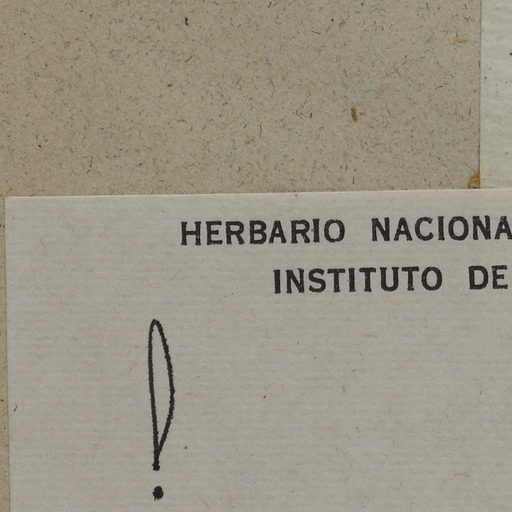 HERBARIO NACIONA
INSTITUTO DE
!